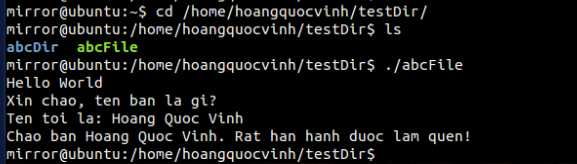 mirror@ubuntu:~$ cd /home/hoangquocvinh/testDir/
mirror@ubuntu:/home/hoangquocvinh/testDir$ ls
abcDir  abcFile
mirror@ubuntu:/home/hoangquocvinh/testDir$ ./abcFile
Hello World
Xin chao, ten ban la gi?
Ten toi la: Hoang Quoc Vinh
Chao ban Hoang Quoc Vinh. Rat han hanh duoc lam quen!
mirror@ubuntu:/home/hoangquocvinh/testDir$